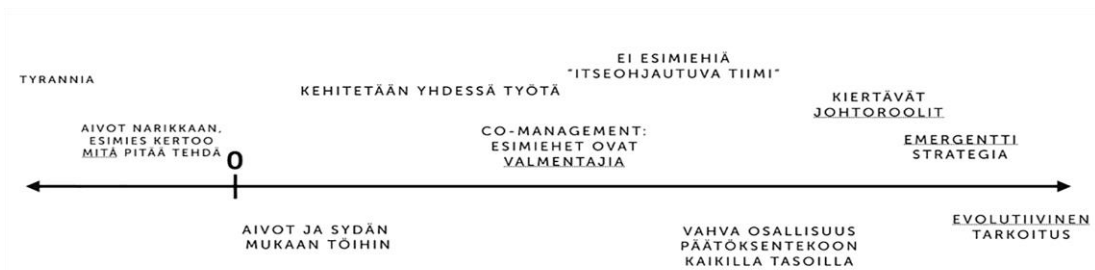 TYRANNIA
AIVOT NARIKKAAN,
ESIMIES KERTOO
MITÄ PITÄÄ TEHDÄ
0
AIVOT JA SYDÄN
MUKAAN TÖIHIN
KEHITETÄÄN YHDESSÄ TYÖTÄ
CO-MANAGEMENT:
ESIMIEHET OVAT
VALMENTAJIA
EI ESIMIEHIÄ
"ITSEOHJAUTUVA TIIMI"
VAHVA OSALLISUUS
PÄÄTÖKSENTEKOON
KAIKILLA TASOILLA
KIERTÄVÄT
JOHTOROOLIT
EMERGENTTI
STRATEGIA
EVOLUTIIVINEN
TARKOITUS